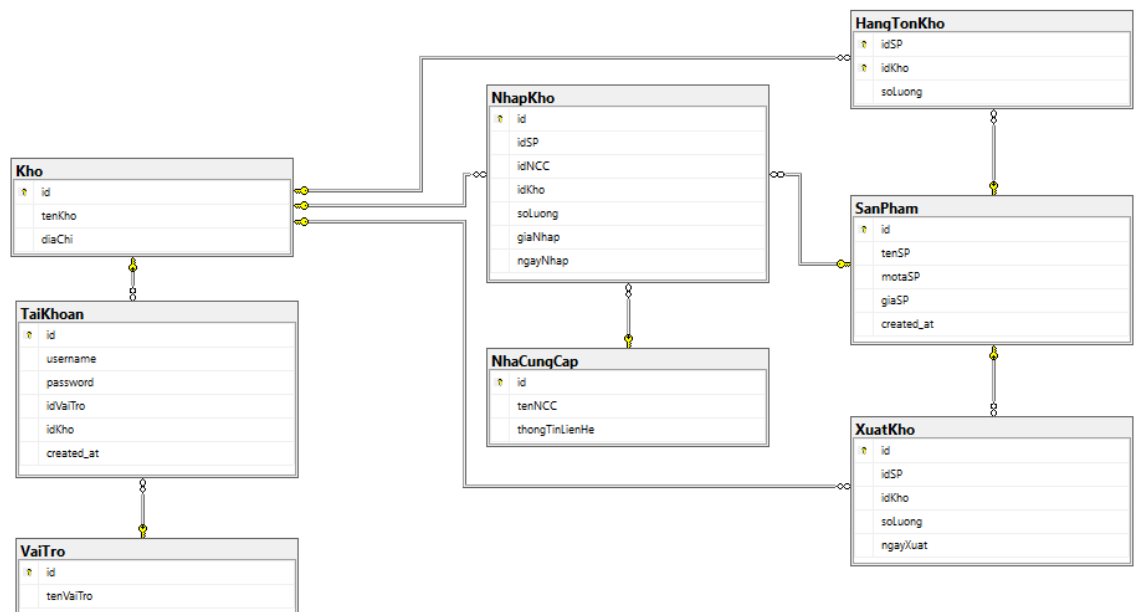 HangTonKho
idSP
idKho
soLuong
NhapKho
id
idSP
idNCC
idKho
soLuong
giaNhap
ngayNhap
Kho
id
tenKho
diaChi
SanPham
id
tenSP
motaSP
giaSP
created_at
TaiKhoan
id
username
password
idVaiTro
idKho
created_at
NhaCungCap
id
tenNCC
thongTinLienHe
XuatKho
id
idSP
idKho
soLuong
ngayXuat
VaiTro
id
tenVaiTro